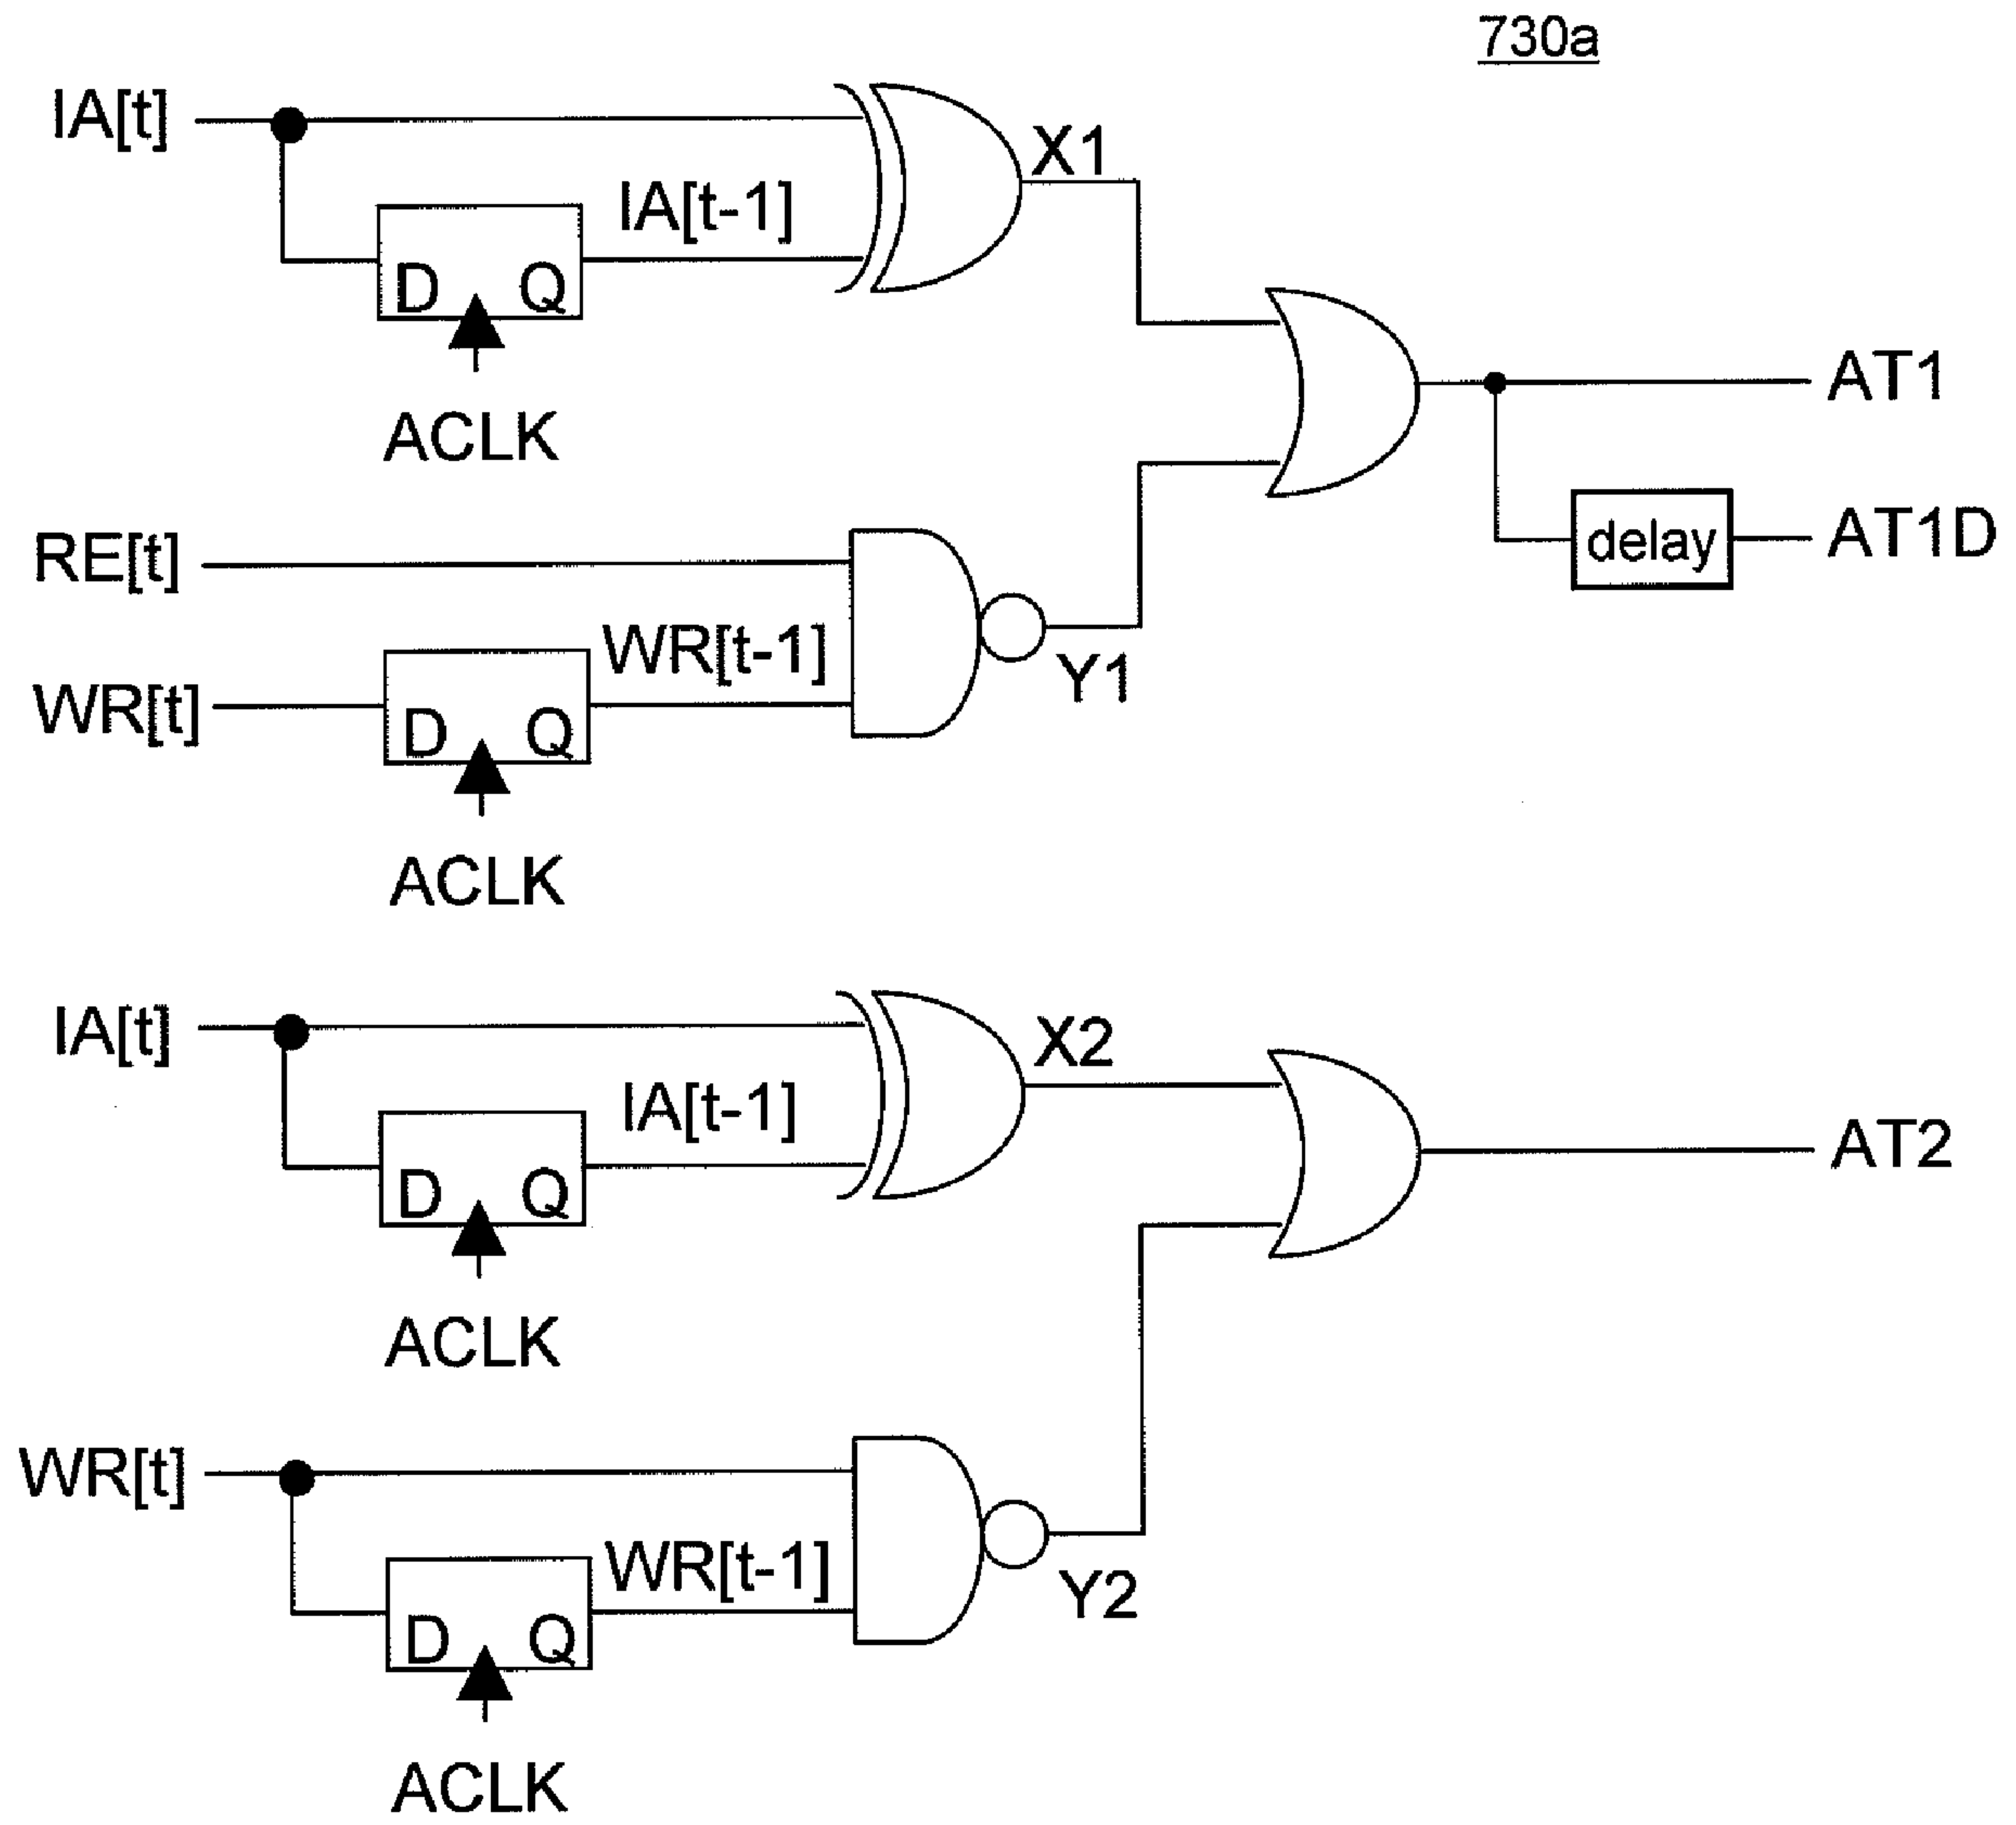 730a
IA[t]
X1
IA[t-1]
D Q
ACLK
AT1
RE[t]
delay
AT1D
WR[t-1]
Y1
WR[t]
D Q
ACLK
IA[t]
X2
IA[t-1]
D Q
AT2
ACLK
WR[t]
WR[t-1]
Y2
D Q
ACLK